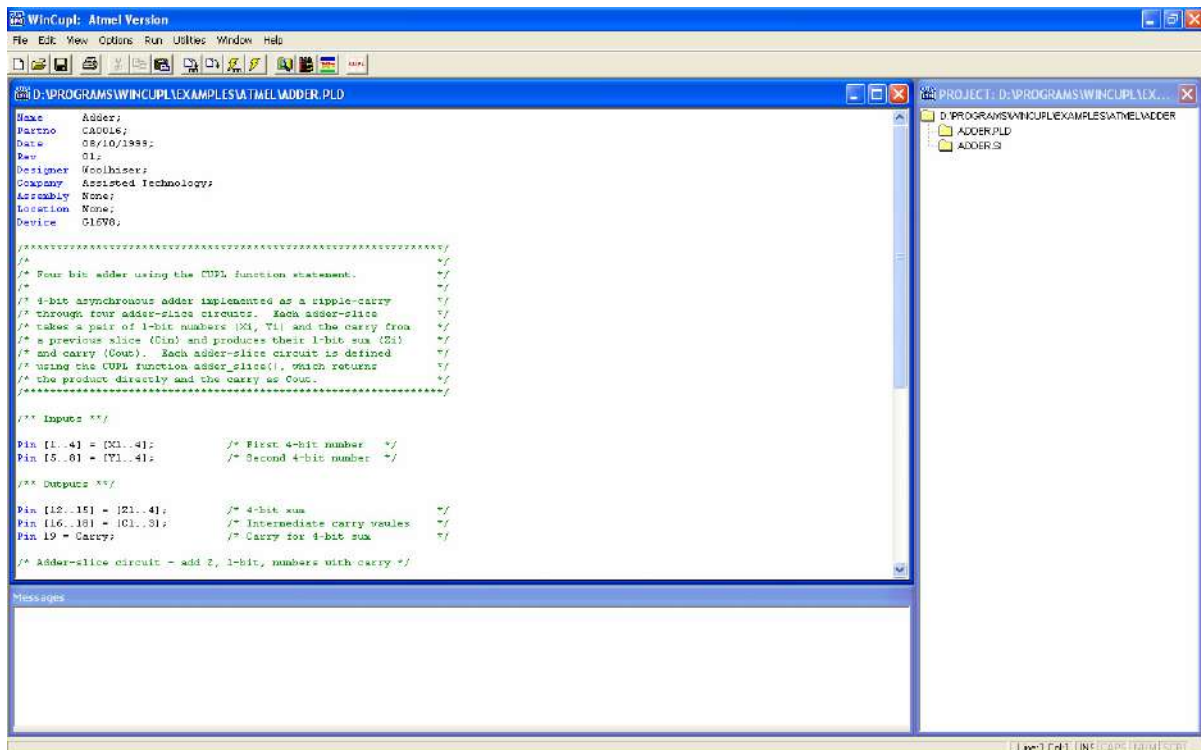 WinCupl: Atmel Version
File Edit View Options Run Utilities Window Help
D:\PROGRAMS\WINCUPL\EXAMPLES\ATMEL\ADDER.PLD
Name Adder;
Partno CA0016;
Date 08/10/1999;
Rev 01;
Designer Woolhiser;
Company Assisted Technology;
Assembly None;
Location None;
Device G16V8;
/****************************************************************/
/* */
/* Four bit adder using the CUPL function statement. */
/* */
/* 4-bit asynchronous adder implemented as a ripple-carry */
/* through four adder-slice circuits. Each adder-slice */
/* takes a pair of 1-bit numbers (Xi, Yi) and the carry from */
/* a previous slice (Cin) and produces their 1-bit sum (Zi) */
/* and carry (Cout). Each adder-slice circuit is defined */
/* using the CUPL function adder_slice(), which returns */
/* the product directly and the carry as Cout. */
/****************************************************************/
/** Inputs **/
Pin [1..4] = [X1..4]; /* First 4-bit number */
Pin [5..8] = [Y1..4]; /* Second 4-bit number */
/** Outputs **/
Pin [12..15] = [Z1..4]; /* 4-bit sum */
Pin [16..18] = [C1..3]; /* Intermediate carry vaules */
Pin 19 = Carry; /* Carry for 4-bit sum */
/* Adder-slice circuit - add 2, 1-bit, numbers with carry */
Messages
PROJECT: D:\PROGRAMS\WINCUPL\EX...
D:\PROGRAMS\WINCUPL\EXAMPLES\ATMEL\ADDER
ADDER.PLD
ADDER.SI
Line:1 Col:1 INS CAPS NUM SCRL